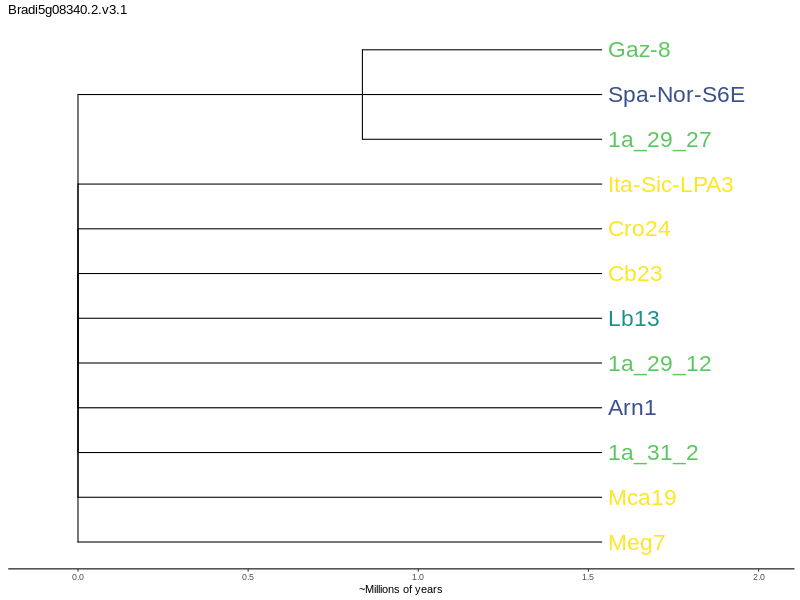 Bradi5g08340.2.v3.1
Gaz-8
Spa-Nor-S6E
1a_29_27
Ita-Sic-LPA3
Cro24
Cb23
Lb13
1a_29_12
Arn1
1a_31_2
Mca19
Meg7
0.0 0.5 1.0 1.5 2.0
~Millions of years